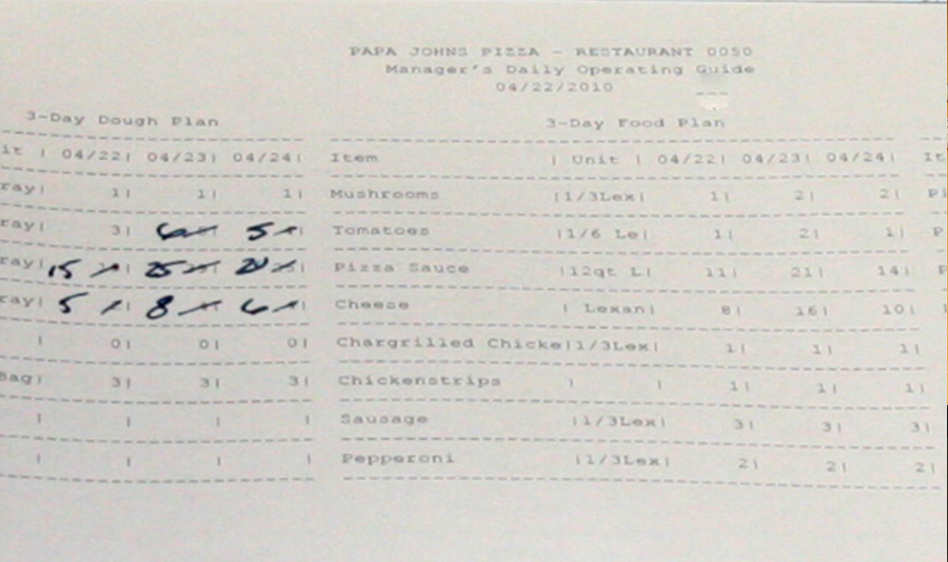 PAPA JOHNS PIZZA - RESTAURANT 0050
Manager's Daily Operating Guide
04/22/2010
3-Day Dough Plan 3-Day Food Plan
it | 04/22| 04/23| 04/24| Item | Unit | 04/22| 04/23| 04/24| It
ray| 1| 1| 1| Mushrooms |1/3Lex| 1| 2| 2| Pi
ray| 3| 6 5 Tomatoes |1/6 Le| 1| 2| 1| P
ray| 15 25 20 Pizza Sauce |12qt L| 11| 21| 14| P
ray| 5 8 6 Cheese | Lexan| 8| 16| 10|
| 0| 0| 0| Chargrilled Chicke|1/3Lex| 1| 1| 1|
Bag| 3| 3| 3| Chickenstrips | | 1| 1| 1|
| | | | Sausage |1/3Lex| 3| 3| 3|
| | | | Pepperoni |1/3Lex| 2| 2| 2|